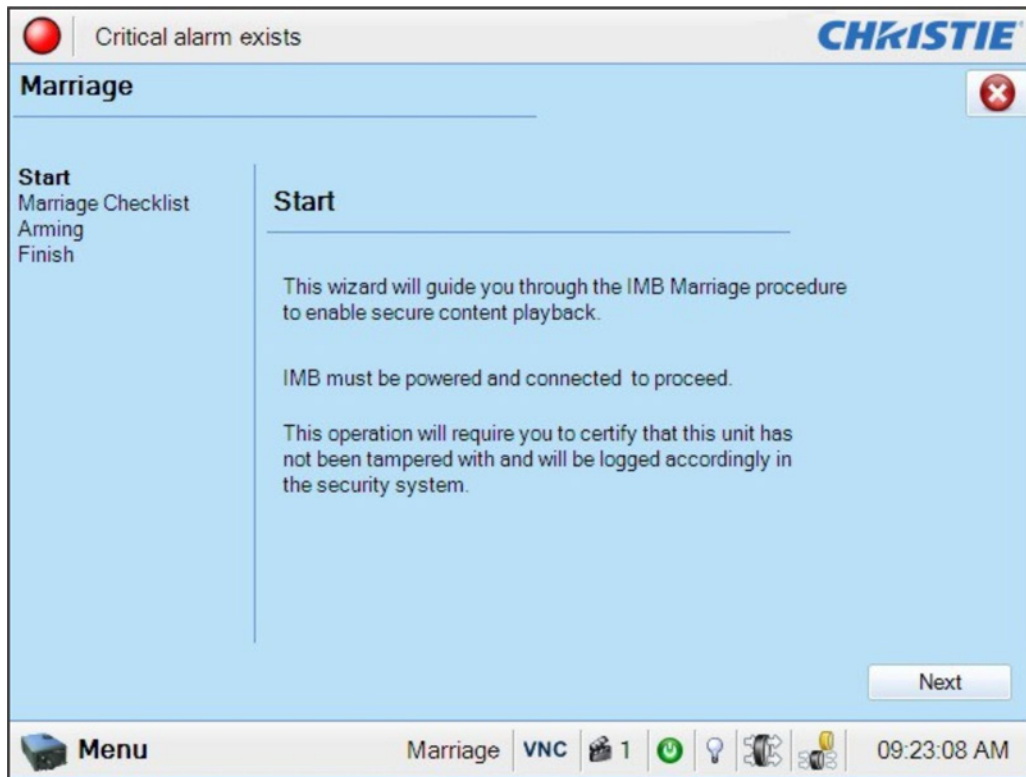 Critical alarm exists
CHRISTIE
Marriage
Start
Marriage Checklist
Arming
Finish
Start
This wizard will guide you through the IMB Marriage procedure
to enable secure content playback.
IMB must be powered and connected to proceed.
This operation will require you to certify that this unit has
not been tampered with and will be logged accordingly in
the security system.
Next
Menu
Marriage
VNC
1
09:23:08 AM